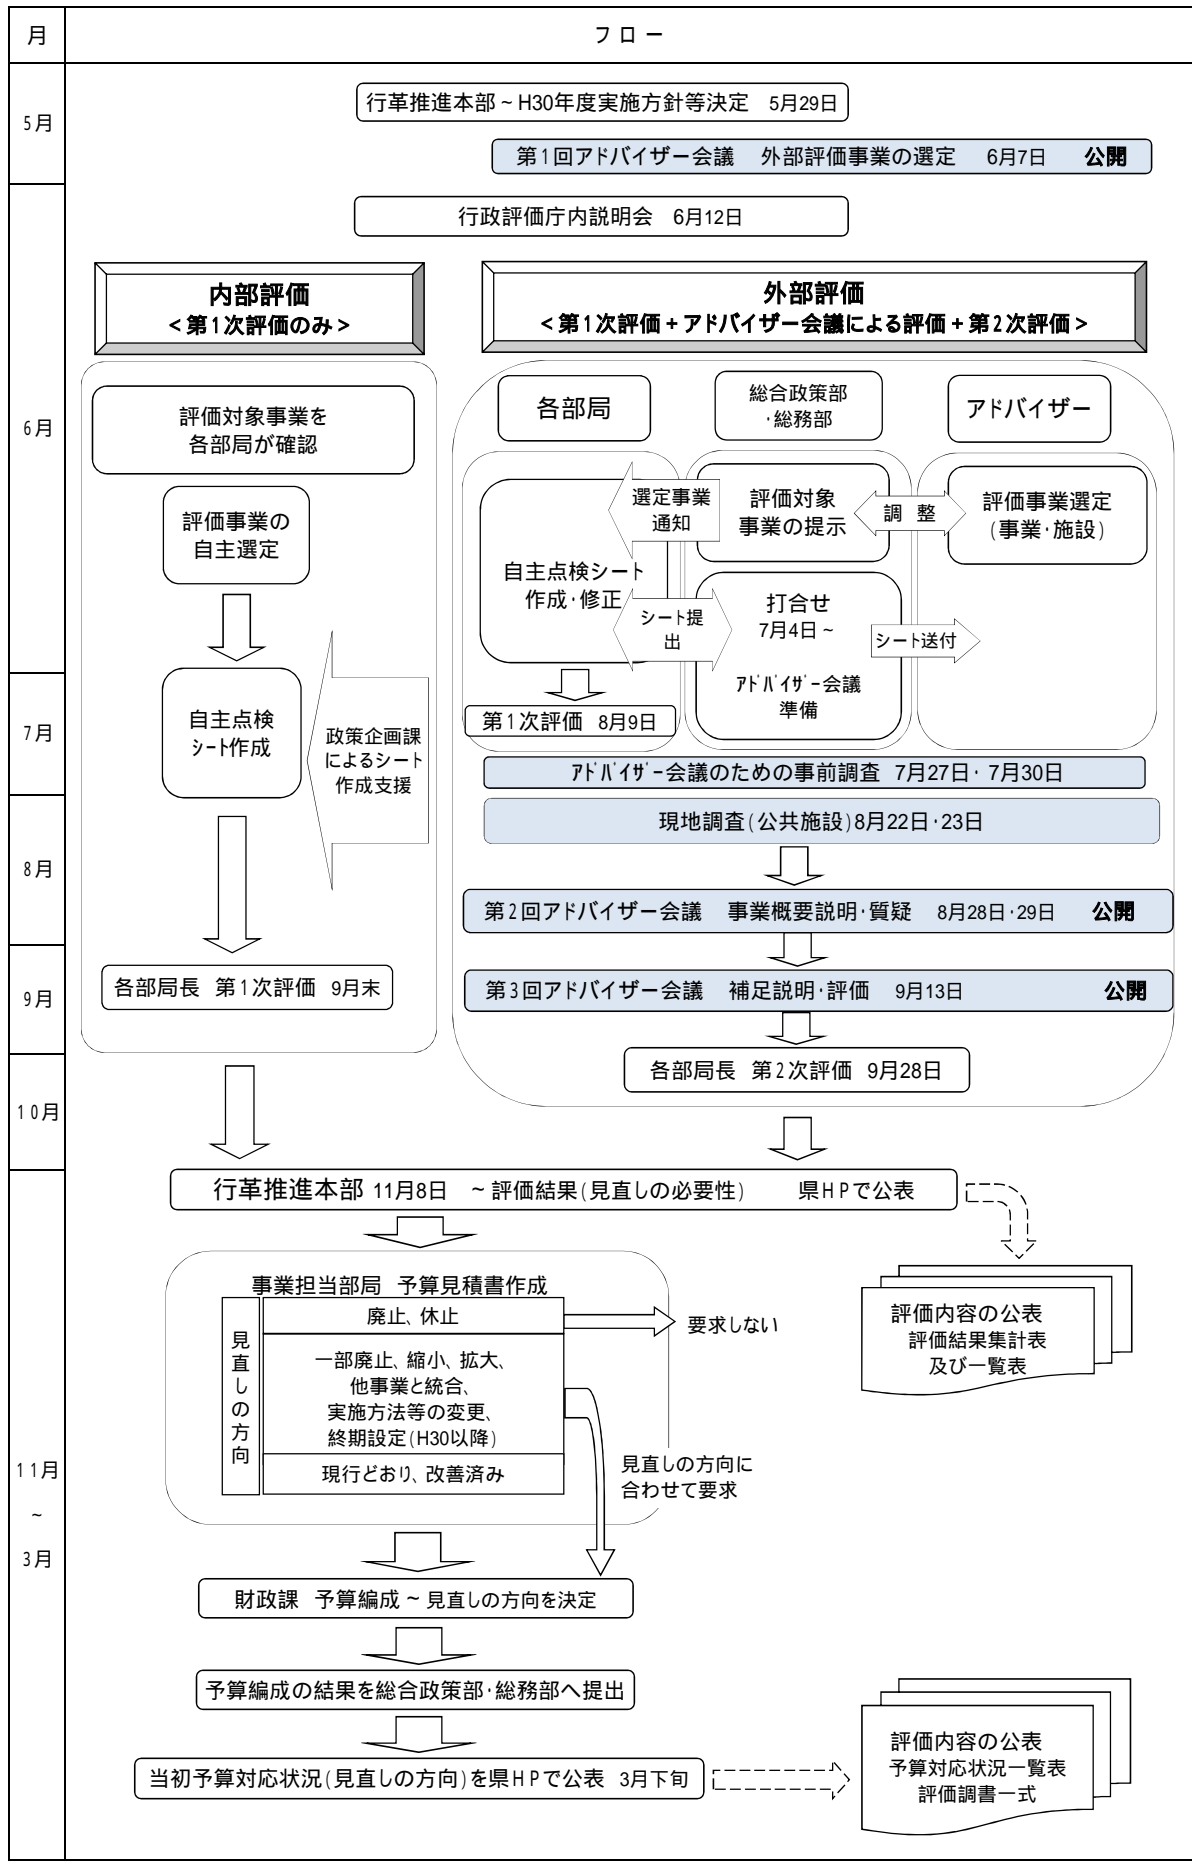 月
フロー
5月
行革推進本部～H30年度実施方針等決定　5月29日
第1回アドバイザー会議　外部評価事業の選定　6月7日　公開
行政評価庁内説明会　6月12日
内部評価
＜第1次評価のみ＞
外部評価
＜第1次評価＋アドバイザー会議による評価＋第2次評価＞
6月
評価対象事業を
各部局が確認
評価事業の
自主選定
各部局
総合政策部
・総務部
アドバイザー
選定事業
通知
評価対象
事業の提示
調 整
評価事業選定
(事業・施設)
自主点検シート
作成・修正
シート提
出
打合せ
7月4日～
シート送付
ｱﾄﾞﾊﾞｲｻﾞｰ会議
準備
7月
自主点検
ｼｰﾄ作成
政策企画課
によるシート
作成支援
第1次評価 8月9日
ｱﾄﾞﾊﾞｲｻﾞｰ会議のための事前調査 7月27日・7月30日
現地調査(公共施設)8月22日・23日
8月
第2回アドバイザー会議　事業概要説明・質疑　8月28日・29日　公開
9月
各部局長 第1次評価 9月末
第3回アドバイザー会議　補足説明・評価　9月13日　公開
各部局長 第2次評価 9月28日
10月
行革推進本部 11月8日　～評価結果(見直しの必要性)　県HPで公表
事業担当部局 予算見積書作成
見直しの方向
廃止、休止
要求しない
一部廃止、縮小、拡大、
他事業と統合、
実施方法等の変更、
終期設定(H30以降)
現行どおり、改善済み
見直しの方向に
合わせて要求
評価内容の公表
評価結果集計表
及び一覧表
11月
～
3月
財政課 予算編成～見直しの方向を決定
予算編成の結果を総合政策部・総務部へ提出
当初予算対応状況(見直しの方向)を県HPで公表 3月下旬
評価内容の公表
予算対応状況一覧表
評価調書一式